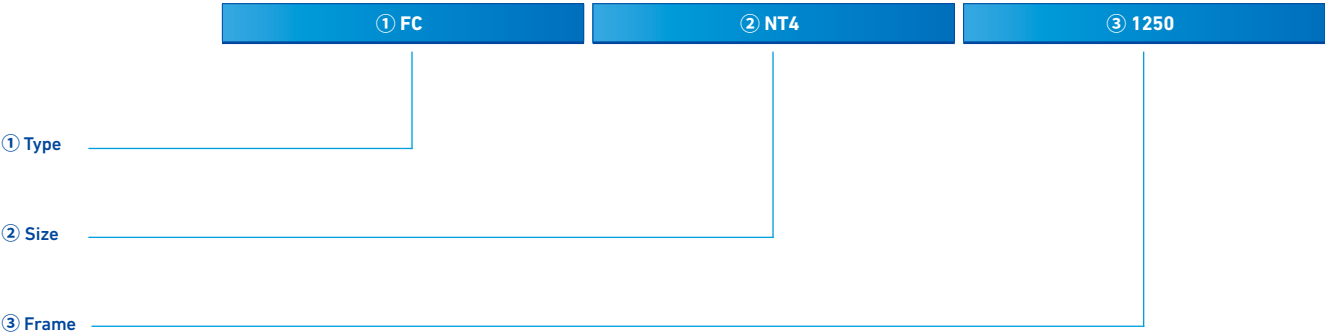 ① FC
② NT4
③ 1250
① Type
② Size
③ Frame